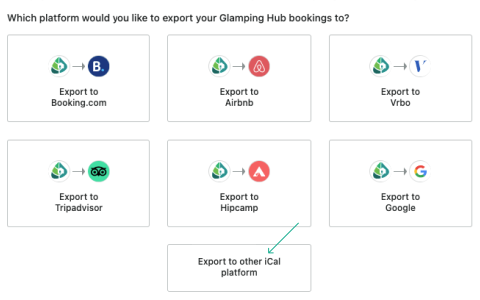 Which platform would you like to export your Glamping Hub bookings to?
B.
Export to
Booking.com
Export to
Airbnb
Export to
Vrbo
Export to
Tripadvisor
Export to
Hipcamp
G
Export to
Google
Export to other iCal
platform